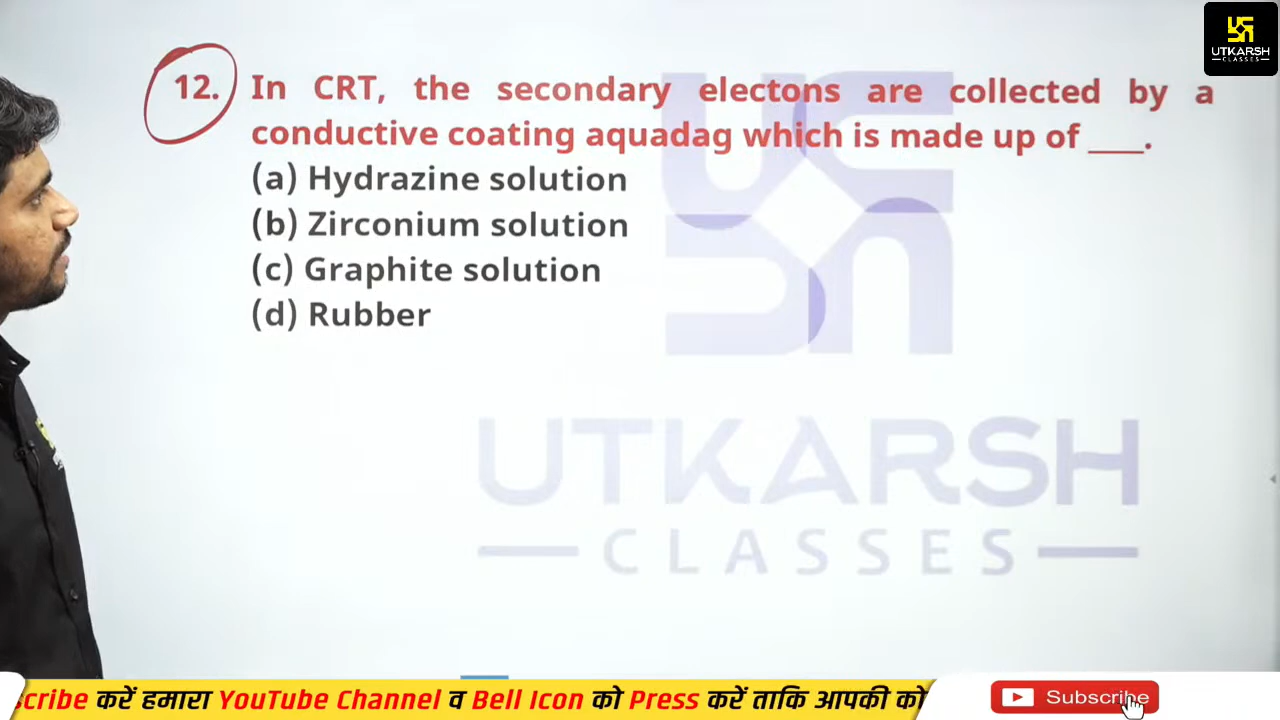 UTKARSH
CLASSES
12. In CRT, the secondary electons are collected by a
conductive coating aquadag which is made up of ___.
(a) Hydrazine solution
(b) Zirconium solution
(c) Graphite solution
(d) Rubber
UTKARSH
CLASSES
scribe करें हमारा YouTube Channel व Bell Icon को Press करें ताकि आपकी को
Subscribe